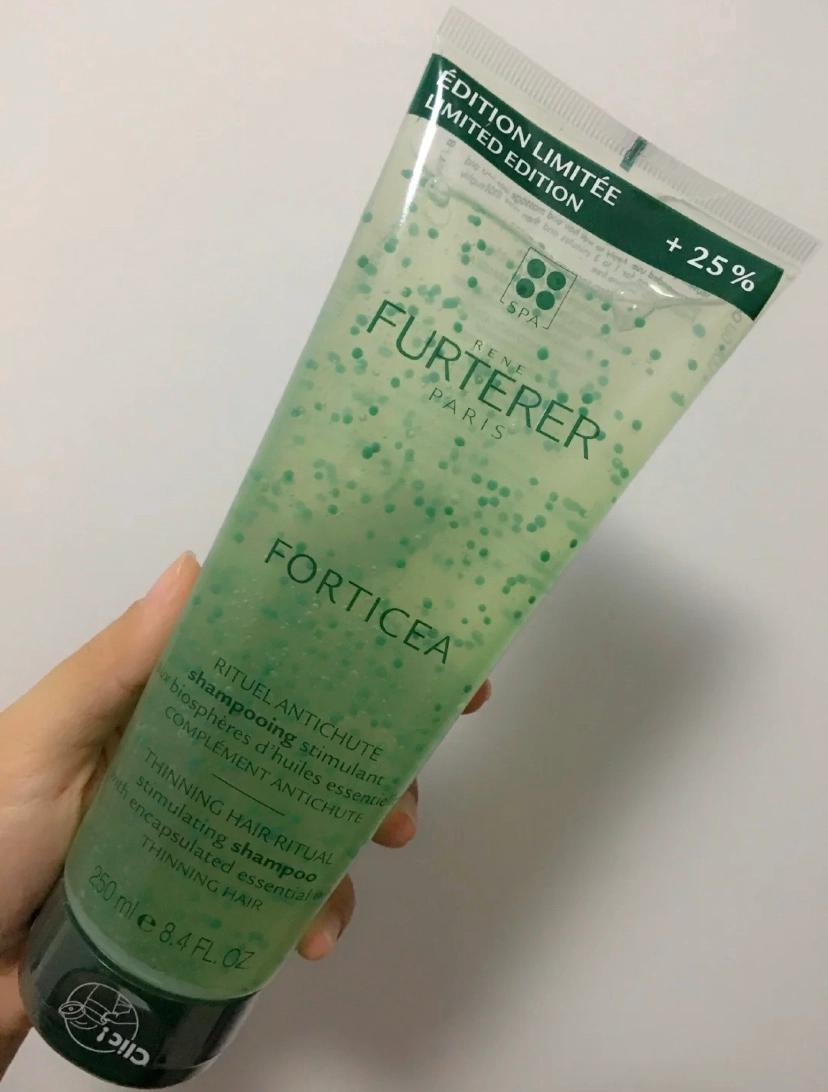 ÉDITION LIMITÉE
LIMITED EDITION
+ 25%
SPA
RENE
FURTERER
PARIS
FORTICEA
RITUEL ANTICHUTE
shampooing stimulant
aux biosphères d'huiles
COMPLÉMENT ANTICHUTE
THINNING HAIR RITUAL
stimulating shampoo
with encapsulated essential
THINNING HAIR
250 ml e 8.4 FL. OZ
Clic!